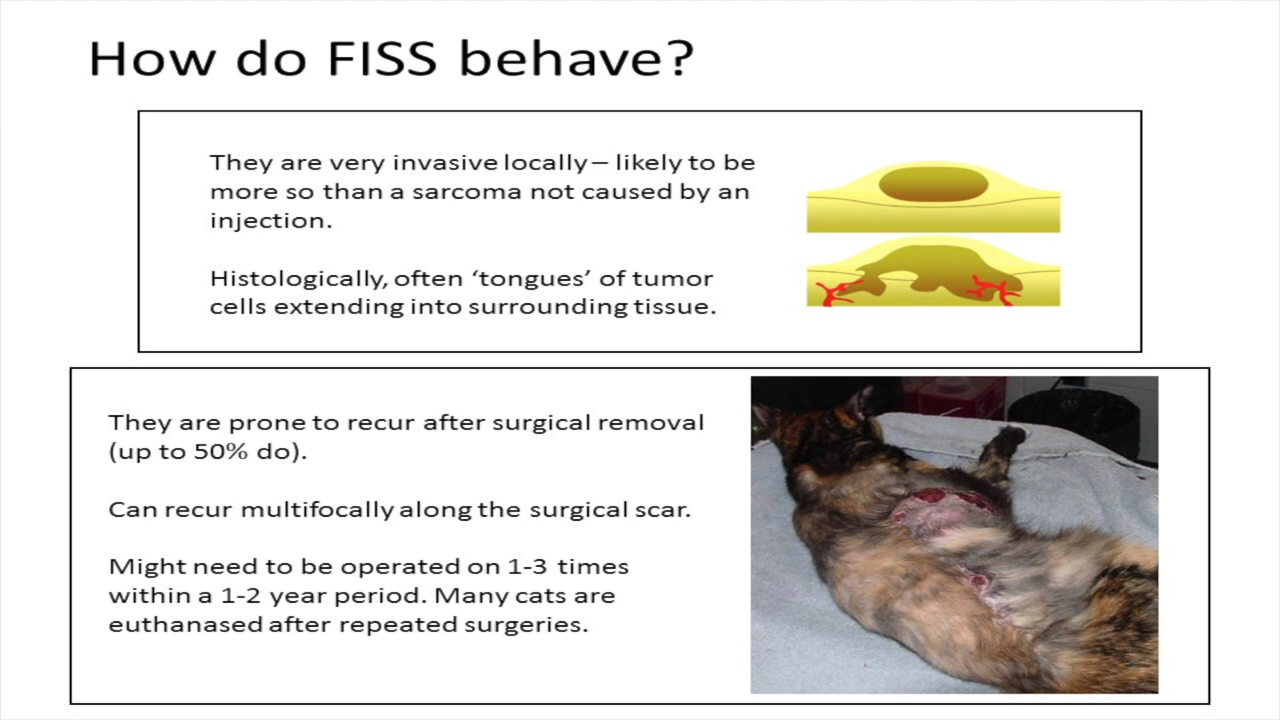 How do FISS behave?
They are very invasive locally – likely to be
more so than a sarcoma not caused by an
injection.
Histologically, often ‘tongues’ of tumor
cells extending into surrounding tissue.
They are prone to recur after surgical removal
(up to 50% do).
Can recur multifocally along the surgical scar.
Might need to be operated on 1-3 times
within a 1-2 year period. Many cats are
euthanased after repeated surgeries.